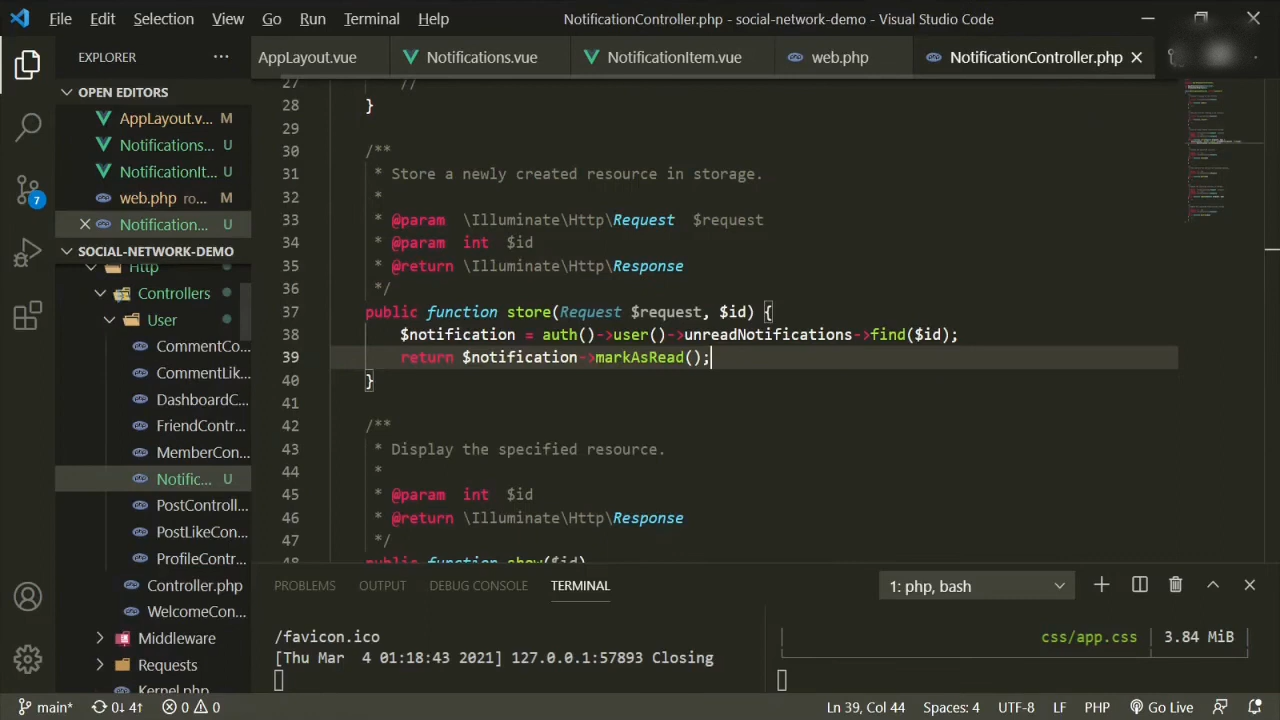 File Edit Selection View Go Run Terminal Help
NotificationController.php - social-network-demo - Visual Studio Code
EXPLORER
AppLayout.vue
Notifications.vue
NotificationItem.vue
web.php
NotificationController.php
OPEN EDITORS
AppLayout.v... M
Notifications... U
NotificationIt... U
web.php ro... M
Notification... U
SOCIAL-NETWORK-DEMO
Http
Controllers
User
CommentCo...
CommentLik...
DashboardC...
FriendContr...
MemberCon...
Notific... U
PostControll...
PostLikeCon...
ProfileContr...
Controller.php
WelcomeCon...
Middleware
Requests
Kernel.php
7
27 //
28 }
29
30 /**
31 * Store a newly created resource in storage.
32 *
33 * @param \Illuminate\Http\Request $request
34 * @param int $id
35 * @return \Illuminate\Http\Response
36 */
37 public function store(Request $request, $id) {
38 $notification = auth()->user()->unreadNotifications->find($id);
39 return $notification->markAsRead();
40 }
41
42 /**
43 * Display the specified resource.
44 *
45 * @param int $id
46 * @return \Illuminate\Http\Response
47 */
48 public function show($id)
PROBLEMS OUTPUT DEBUG CONSOLE TERMINAL
1: php, bash
/favicon.ico
[Thu Mar 4 01:18:43 2021] 127.0.0.1:57893 Closing
css/app.css │ 3.84 MiB
main* 0↓ 4↑ 0 0
Ln 39, Col 44 Spaces: 4 UTF-8 LF PHP Go Live